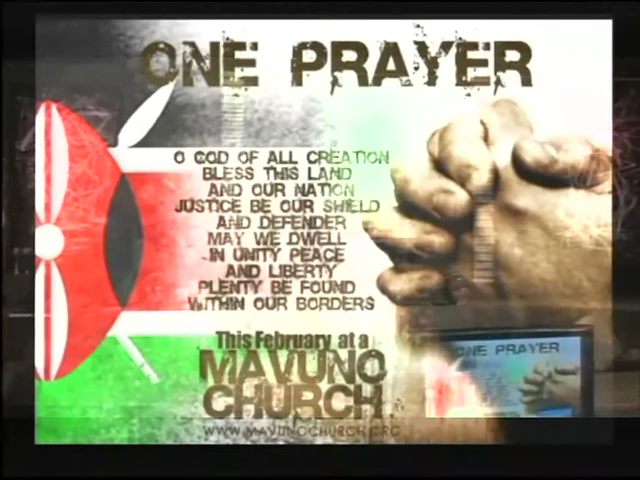 ONE PRAYER
O GOD OF ALL CREATION
BLESS THIS LAND
AND OUR NATION
JUSTICE BE OUR SHIELD
AND DEFENDER
MAY WE DWELL
IN UNITY PEACE
AND LIBERTY
PLENTY BE FOUND
WITHIN OUR BORDERS
This February at a
MAVUNO
CHURCH
WWW.MAVUNOCHURCH.ORG
ONE PRAYER